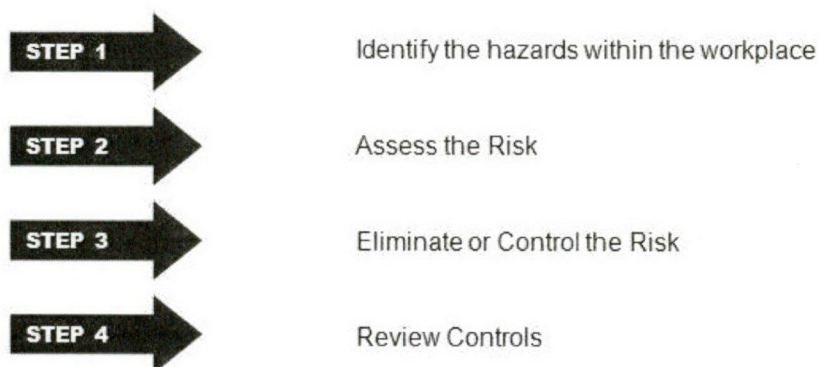 STEP 1 Identify the hazards within the workplace
STEP 2 Assess the Risk
STEP 3 Eliminate or Control the Risk
STEP 4 Review Controls